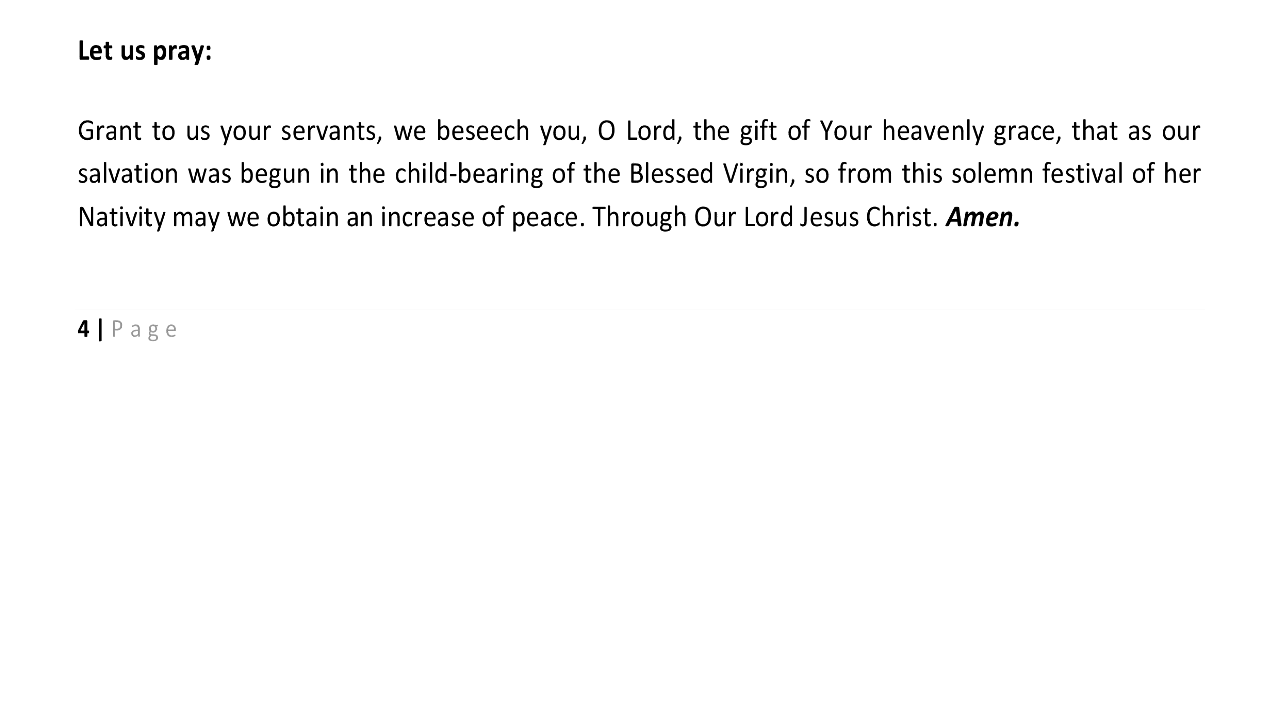 Let us pray:
Grant to us your servants, we beseech you, O Lord, the gift of Your heavenly grace, that as our
salvation was begun in the child-bearing of the Blessed Virgin, so from this solemn festival of her
Nativity may we obtain an increase of peace. Through Our Lord Jesus Christ. Amen.
4 | P a g e